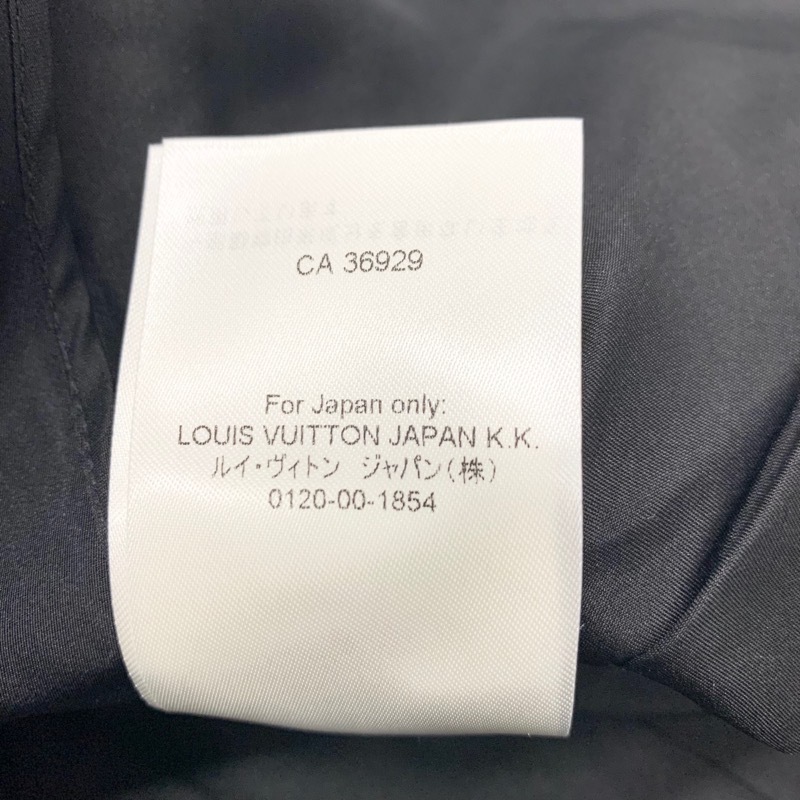 CA 36929
For Japan only:
LOUIS VUITTON JAPAN K.K.
ルイ・ヴィトン ジャパン(株)
0120-00-1854